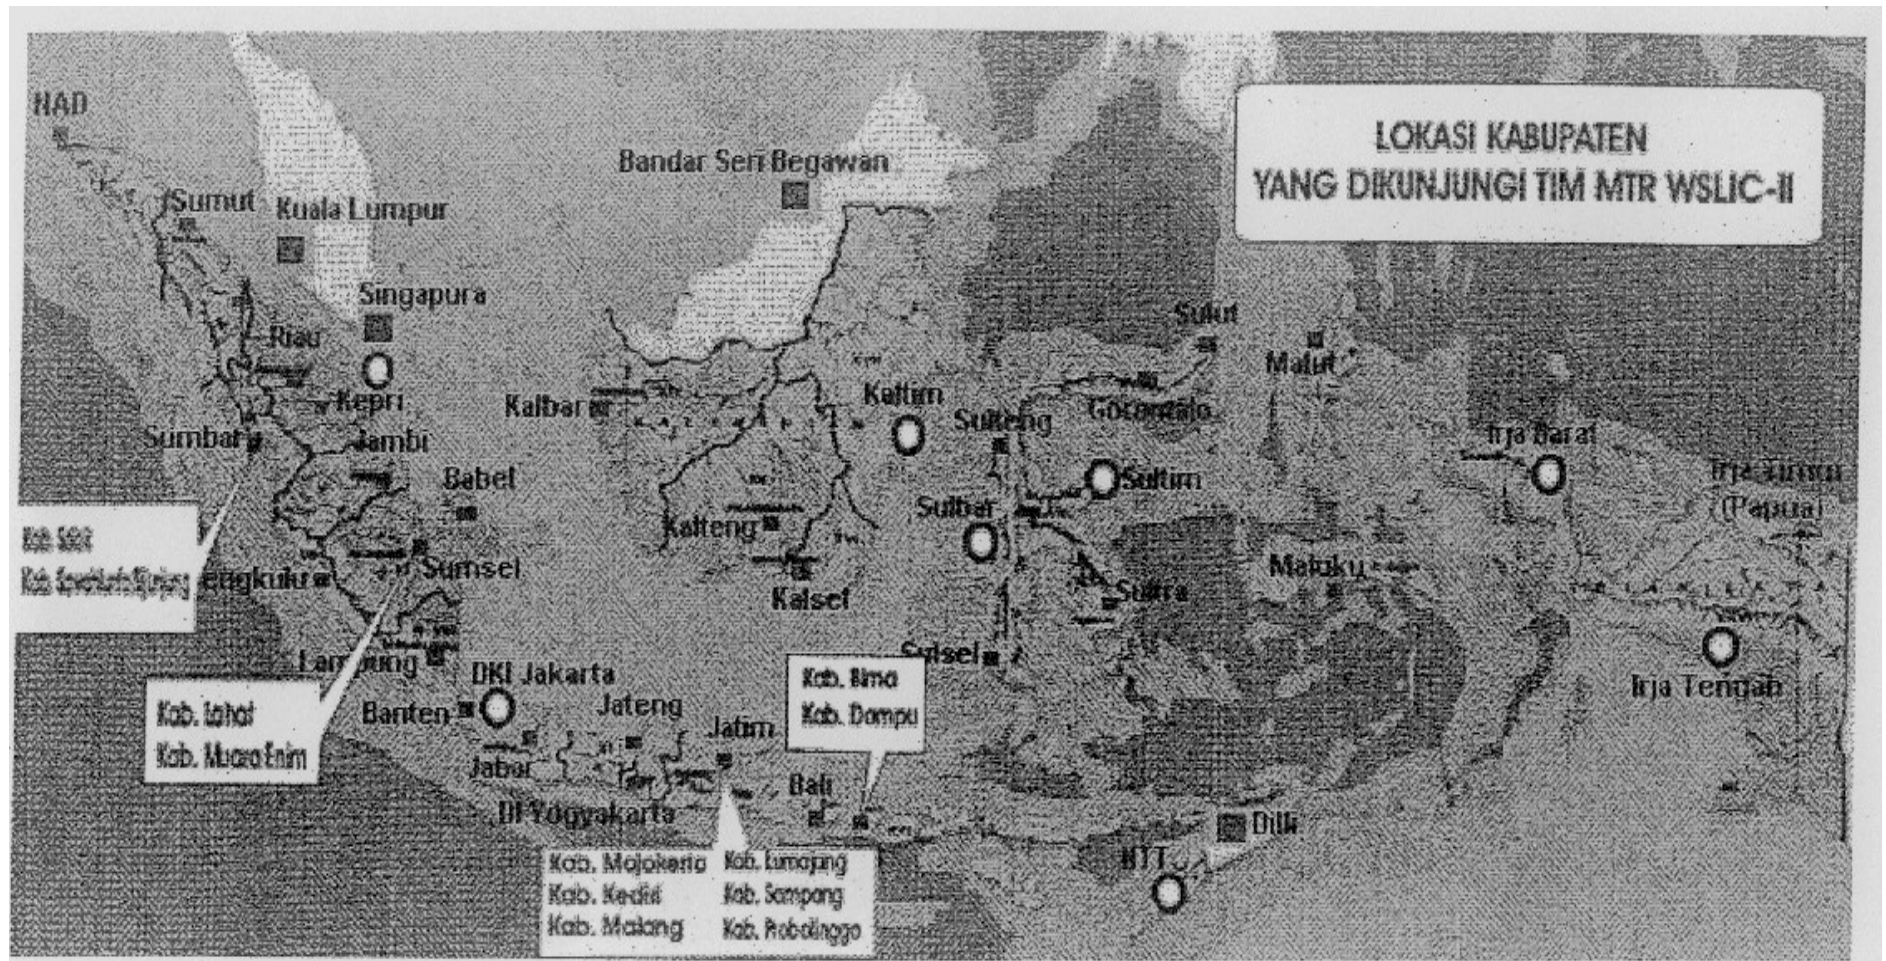 LOKASI KABUPATEN
YANG DIKUNJUNGI TIM MTR WSLIC-II
NAD
Sumut
Kuala Lumpur
Bandar Seri Begawan
Singapura
Riau
Kepri
Sumbar
Jambi
Babel
Kalbar
Kaltim
Sulut
Malut
Gorontalo
Sulteng
Sultim
Sulbar
Irja Barat
Irja Timur
(Papua)
Kalteng
Kalsel
Maluku
Sultra
Sulsel
Irja Tengah
Kab.
Kab.
engkulu
Sumsel
Lampung
Kab. Lahat
Kab. Muara Enim
DKI Jakarta
Banten
Jateng
Jatim
Jabar
DI Yogyakarta
Bali
Kab. Bima
Kab. Dompu
Dilli
NTT
Kab. Mojokerto
Kab. Kediri
Kab. Malang
Kab. Lumajang
Kab. Sampang
Kab. Probolinggo